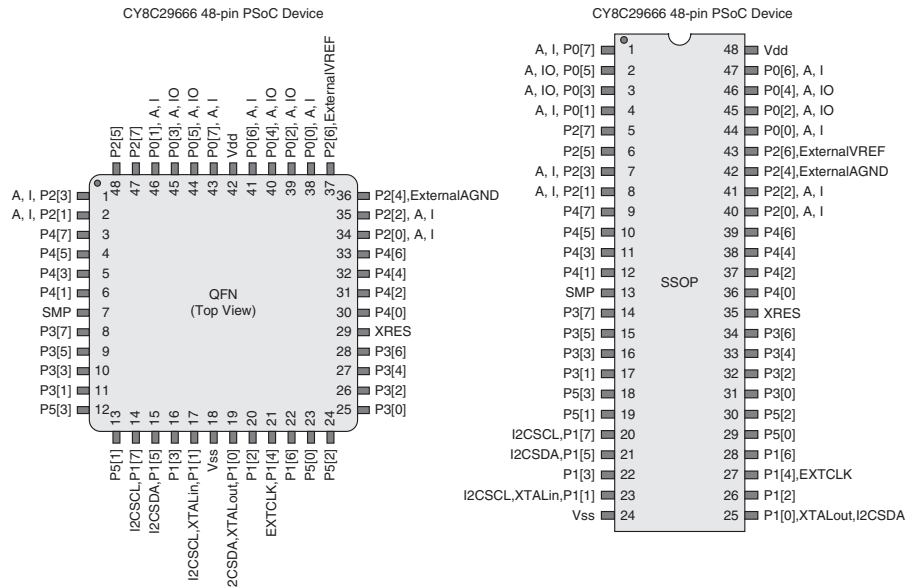 CY8C29666 48-pin PSoC Device
P2[5]
P2[7]
P0[1], A, I
P0[3], A, IO
P0[5], A, IO
P0[7], A, I
Vdd
P0[6], A, I
P0[4], A, IO
P0[2], A, IO
P0[0], A, I
P2[6],ExternalVREF
48
47
46
45
44
43
42
41
40
39
38
37
A, I, P2[3] 1
A, I, P2[1] 2
P4[7] 3
P4[5] 4
P4[3] 5
P4[1] 6
SMP 7
P3[7] 8
P3[5] 9
P3[3] 10
P3[1] 11
P5[3] 12
QFN
(Top View)
36 P2[4],ExternalAGND
35 P2[2], A, I
34 P2[0], A, I
33 P4[6]
32 P4[4]
31 P4[2]
30 P4[0]
29 XRES
28 P3[6]
27 P3[4]
26 P3[2]
25 P3[0]
13
14
15
16
17
18
19
20
21
22
23
24
P5[1]
I2CSCL,P1[7]
I2CSDA,P1[5]
P1[3]
I2CSCL,XTALin,P1[1]
Vss
2CSDA,XTALout,P1[0]
P1[2]
EXTCLK,P1[4]
P1[6]
P5[0]
P5[2]
CY8C29666 48-pin PSoC Device
A, I, P0[7] 1 48 Vdd
A, IO, P0[5] 2 47 P0[6], A, I
A, IO, P0[3] 3 46 P0[4], A, IO
A, I, P0[1] 4 45 P0[2], A, IO
P2[7] 5 44 P0[0], A, I
P2[5] 6 43 P2[6],ExternalVREF
A, I, P2[3] 7 42 P2[4],ExternalAGND
A, I, P2[1] 8 41 P2[2], A, I
P4[7] 9 40 P2[0], A, I
P4[5] 10 39 P4[6]
P4[3] 11 38 P4[4]
P4[1] 12 37 P4[2]
SSOP
SMP 13 36 P4[0]
P3[7] 14 35 XRES
P3[5] 15 34 P3[6]
P3[3] 16 33 P3[4]
P3[1] 17 32 P3[2]
P5[3] 18 31 P3[0]
P5[1] 19 30 P5[2]
I2CSCL,P1[7] 20 29 P5[0]
I2CSDA,P1[5] 21 28 P1[6]
P1[3] 22 27 P1[4],EXTCLK
I2CSCL,XTALin,P1[1] 23 26 P1[2]
Vss 24 25 P1[0],XTALout,I2CSDA